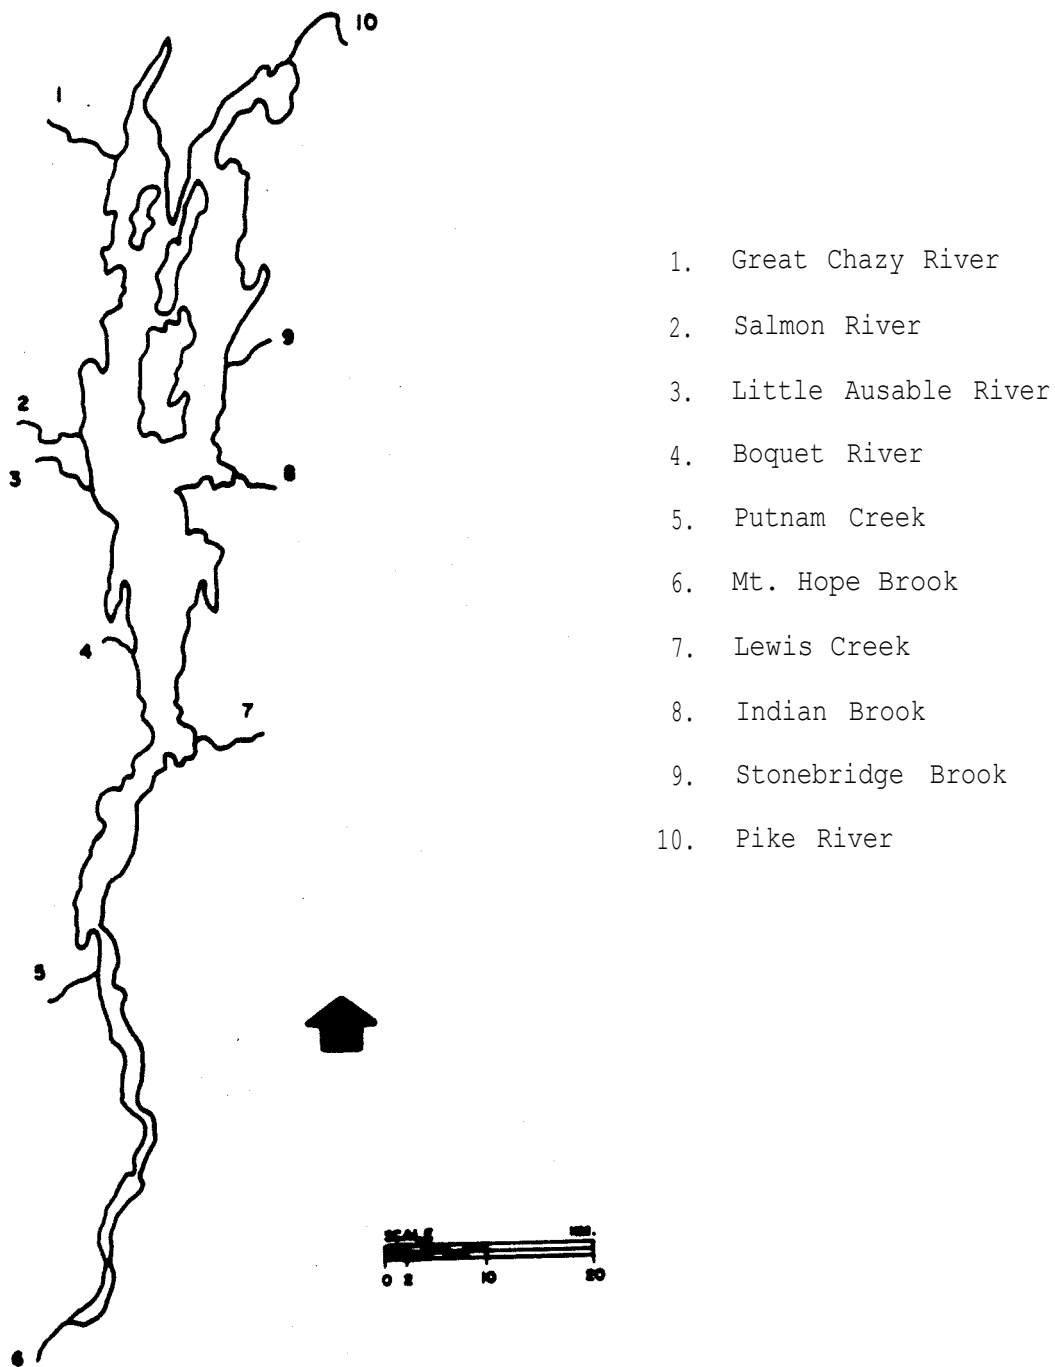 10
1
1. Great Chazy River
2. Salmon River
9
3. Little Ausable River
2
4. Boquet River
3
8
5. Putnam Creek
6. Mt. Hope Brook
4
7. Lewis Creek
7
8. Indian Brook
9. Stonebridge Brook
10. Pike River
5
SCALE KM.
0 2 10 20
6